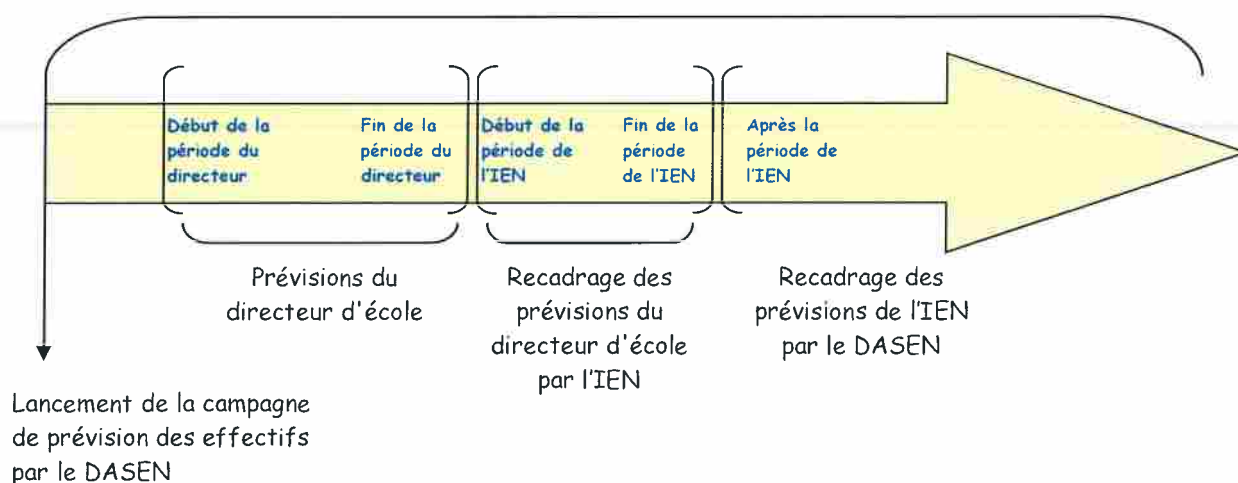 Début de la
période du
directeur
Fin de la
période du
directeur
Début de la
période de
l'IEN
Fin de la
période
de l'IEN
Après la
période de
l'IEN
Prévisions du
directeur d'école
Recadrage des
prévisions du
directeur d'école
par l'IEN
Recadrage des
prévisions de l'IEN
par le DASEN
Lancement de la campagne
de prévision des effectifs
par le DASEN